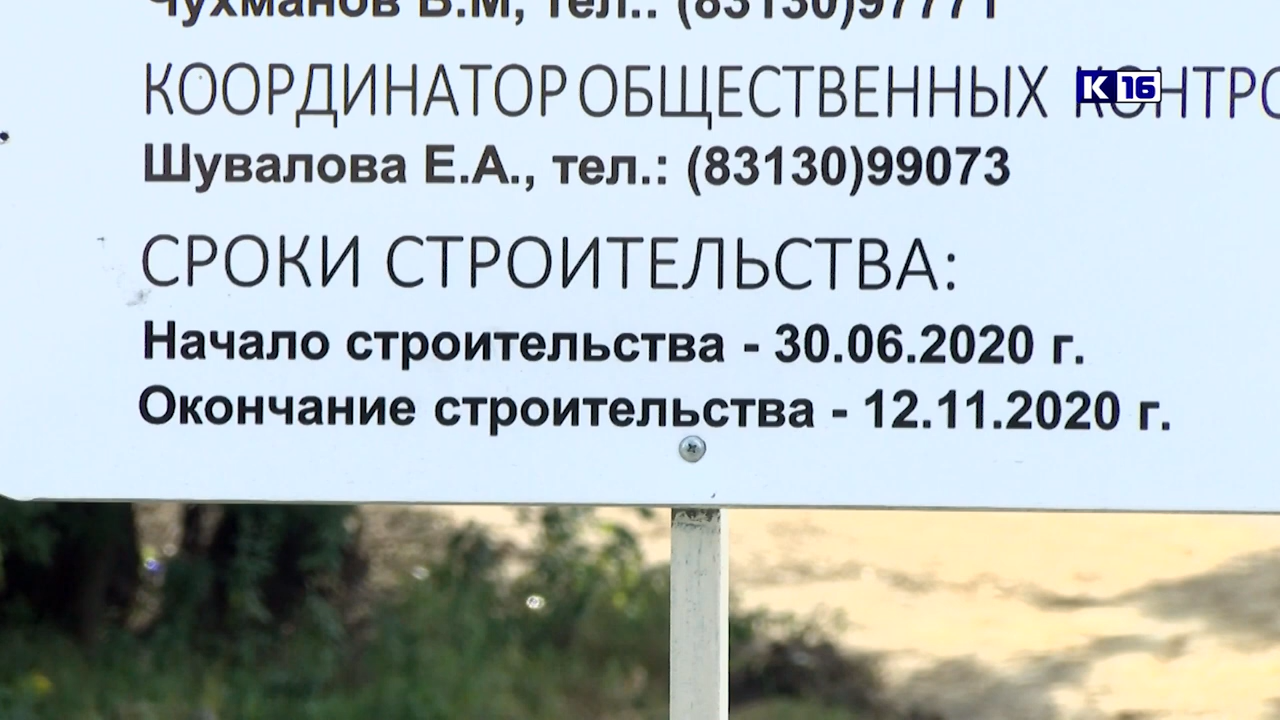 Чухманов В.М, тел.: (83130)97771
КООРДИНАТОР ОБЩЕСТВЕННЫХ КОНТРО
K 16
Шувалова Е.А., тел.: (83130)99073
СРОКИ СТРОИТЕЛЬСТВА:
Начало строительства - 30.06.2020 г.
Окончание строительства - 12.11.2020 г.